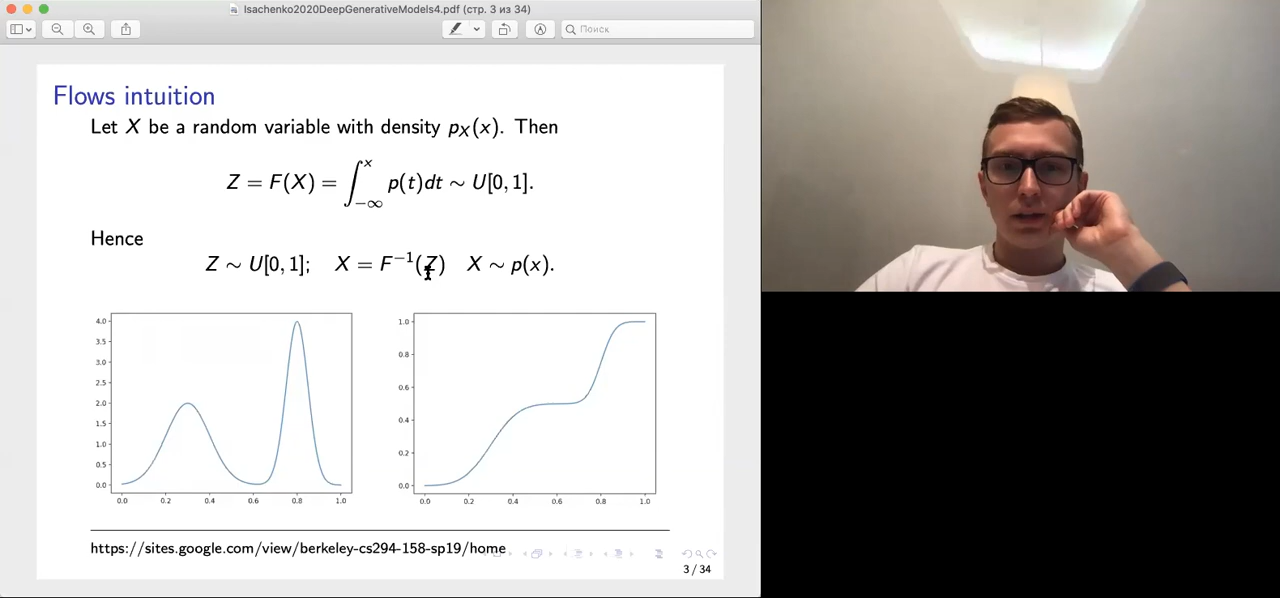 Isachenko2020DeepGenerativeModels4.pdf (стр. 3 из 34)
Поиск
Flows intuition
Let X be a random variable with density pX(x). Then
Z = F(X) = ∫_{-∞}^{x} p(t)dt ∼ U[0, 1].
Hence
Z ∼ U[0, 1]; X = F⁻¹(Z) X ∼ p(x).
4.0
3.5
3.0
2.5
2.0
1.5
1.0
0.5
0.0
0.0 0.2 0.4 0.6 0.8 1.0
1.0
0.8
0.6
0.4
0.2
0.0
0.0 0.2 0.4 0.6 0.8 1.0
https://sites.google.com/view/berkeley-cs294-158-sp19/home
3 / 34